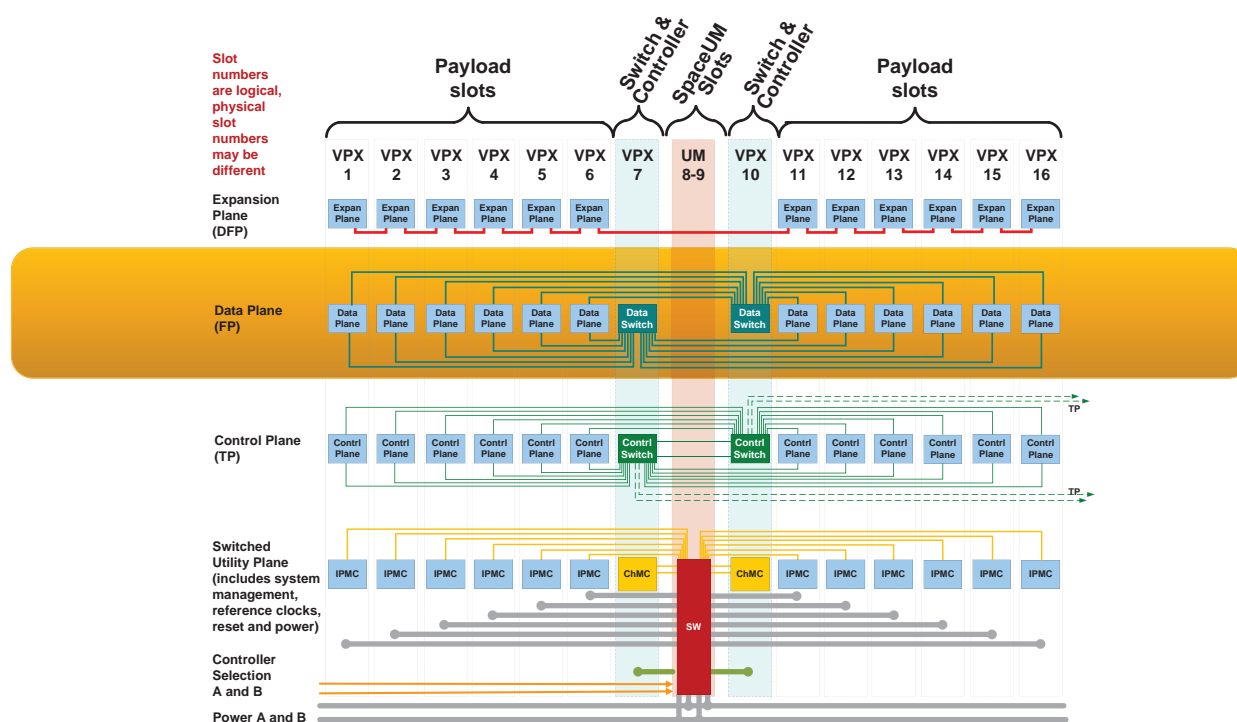 Slot
numbers
are logical,
physical
slot
numbers
may be
different
Payload
slots
Switch &
Controller
SpaceUM
Slots
Switch &
Controller
Payload
slots
VPX
1
VPX
2
VPX
3
VPX
4
VPX
5
VPX
6
VPX
7
UM
8-9
VPX
10
VPX
11
VPX
12
VPX
13
VPX
14
VPX
15
VPX
16
Expansion
Plane
(DFP)
Expan
Plane
Expan
Plane
Expan
Plane
Expan
Plane
Expan
Plane
Expan
Plane
Expan
Plane
Expan
Plane
Expan
Plane
Expan
Plane
Expan
Plane
Expan
Plane
Data Plane
(FP)
Data
Plane
Data
Plane
Data
Plane
Data
Plane
Data
Plane
Data
Plane
Data
Switch
Data
Switch
Data
Plane
Data
Plane
Data
Plane
Data
Plane
Data
Plane
Data
Plane
TP
Control Plane
(TP)
Contrl
Plane
Contrl
Plane
Contrl
Plane
Contrl
Plane
Contrl
Plane
Contrl
Plane
Contrl
Switch
Contrl
Switch
Contrl
Plane
Contrl
Plane
Contrl
Plane
Contrl
Plane
Contrl
Plane
Contrl
Plane
TP
Switched
Utility Plane
(includes system
management,
reference clocks,
reset and power)
IPMC
IPMC
IPMC
IPMC
IPMC
IPMC
ChMC
ChMC
IPMC
IPMC
IPMC
IPMC
IPMC
IPMC
SW
Controller
Selection
A and B
Power A and B